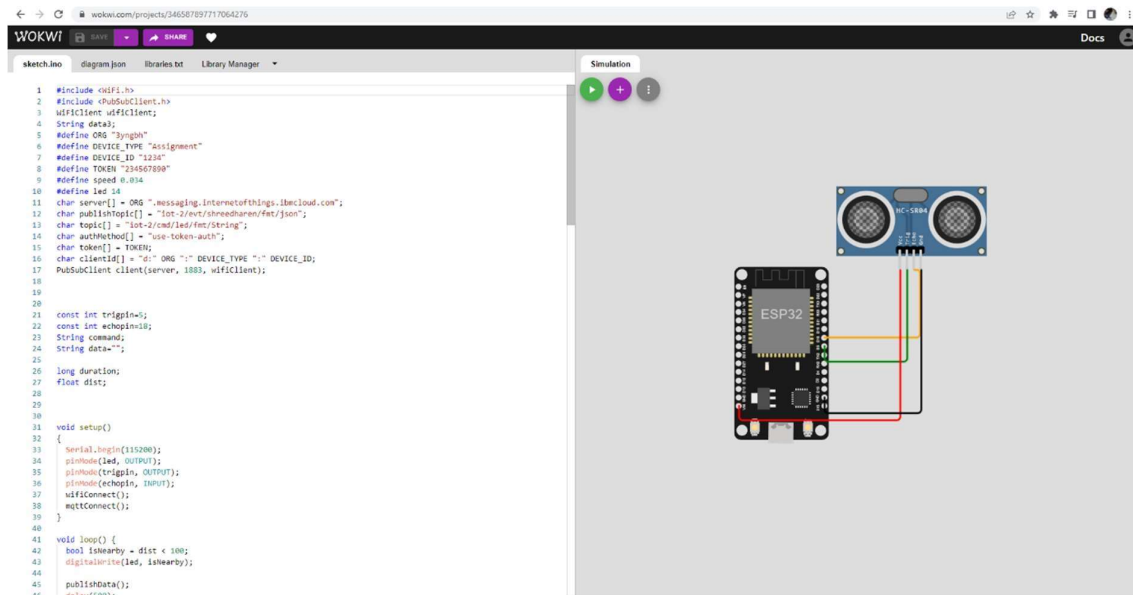 wokwi.com/projects/346587897717064276
WOKWI SAVE SHARE Docs
sketch.ino diagram.json libraries.txt Library Manager
Simulation
1 #include <WiFi.h>
2 #include <PubSubClient.h>
3 WiFiClient wifiClient;
4 String data3;
5 #define ORG "3yngbh"
6 #define DEVICE_TYPE "Assignment"
7 #define DEVICE_ID "1234"
8 #define TOKEN "234567890"
9 #define speed 0.034
10 #define led 14
11 char server[] = ORG ".messaging.internetofthings.ibmcloud.com";
12 char publishTopic[] = "iot-2/evt/shreedharen/fmt/json";
13 char topic[] = "iot-2/cmd/led/fmt/String";
14 char authMethod[] = "use-token-auth";
15 char token[] = TOKEN;
16 char clientId[] = "d:" ORG ":" DEVICE_TYPE ":" DEVICE_ID;
17 PubSubClient client(server, 1883, wifiClient);
18
19
20
21 const int trigpin=5;
22 const int echopin=18;
23 String command;
24 String data="";
25
26 long duration;
27 float dist;
28
29
30
31 void setup()
32 {
33 Serial.begin(115200);
34 pinMode(led, OUTPUT);
35 pinMode(trigpin, OUTPUT);
36 pinMode(echopin, INPUT);
37 wifiConnect();
38 mqttConnect();
39 }
40
41 void loop() {
42 bool isNearby = dist < 100;
43 digitalWrite(led, isNearby);
44
45 publishData();
46 delay(500);
HC-SR04
Vcc
Trig
Echo
Gnd
ESP32